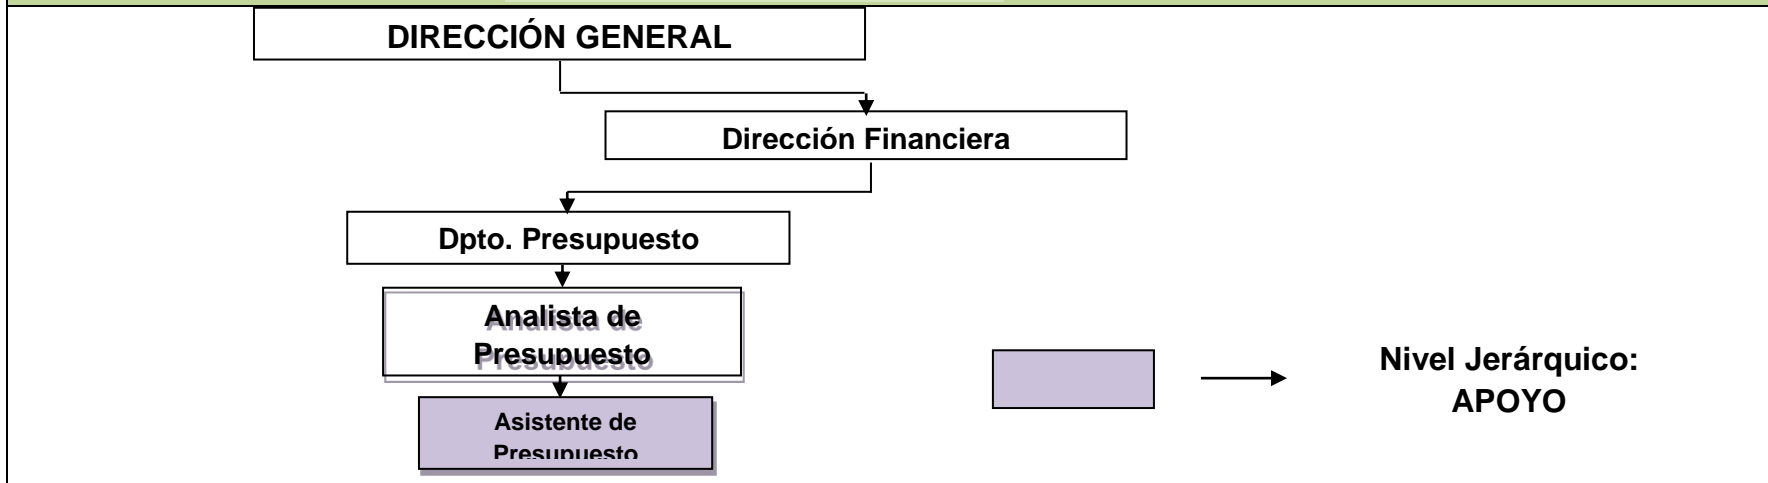 DIRECCIÓN GENERAL
Dirección Financiera
Dpto. Presupuesto
Analista de
Presupuesto
Asistente de
Presupuesto
Nivel Jerárquico:
APOYO